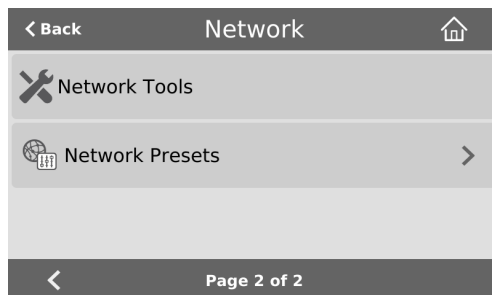 Back
Network
Network Tools
Network Presets
Page 2 of 2